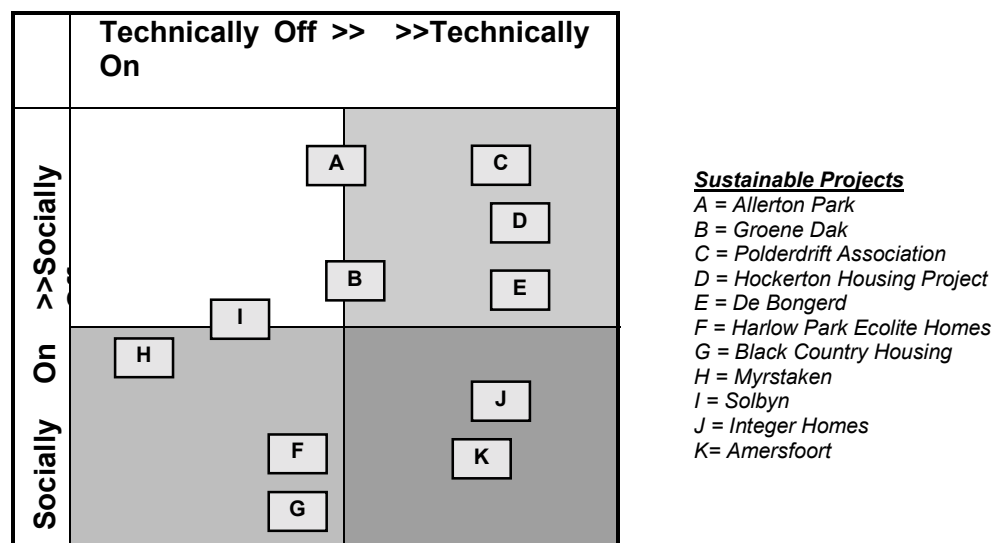 Technically Off >> >>Technically
On
Socially On >>Socially
A
C
D
B
E
I
H
J
F
K
G
Sustainable Projects
A = Allerton Park
B = Groene Dak
C = Polderdrift Association
D = Hockerton Housing Project
E = De Bongerd
F = Harlow Park Ecolite Homes
G = Black Country Housing
H = Myrstaken
I = Solbyn
J = Integer Homes
K= Amersfoort